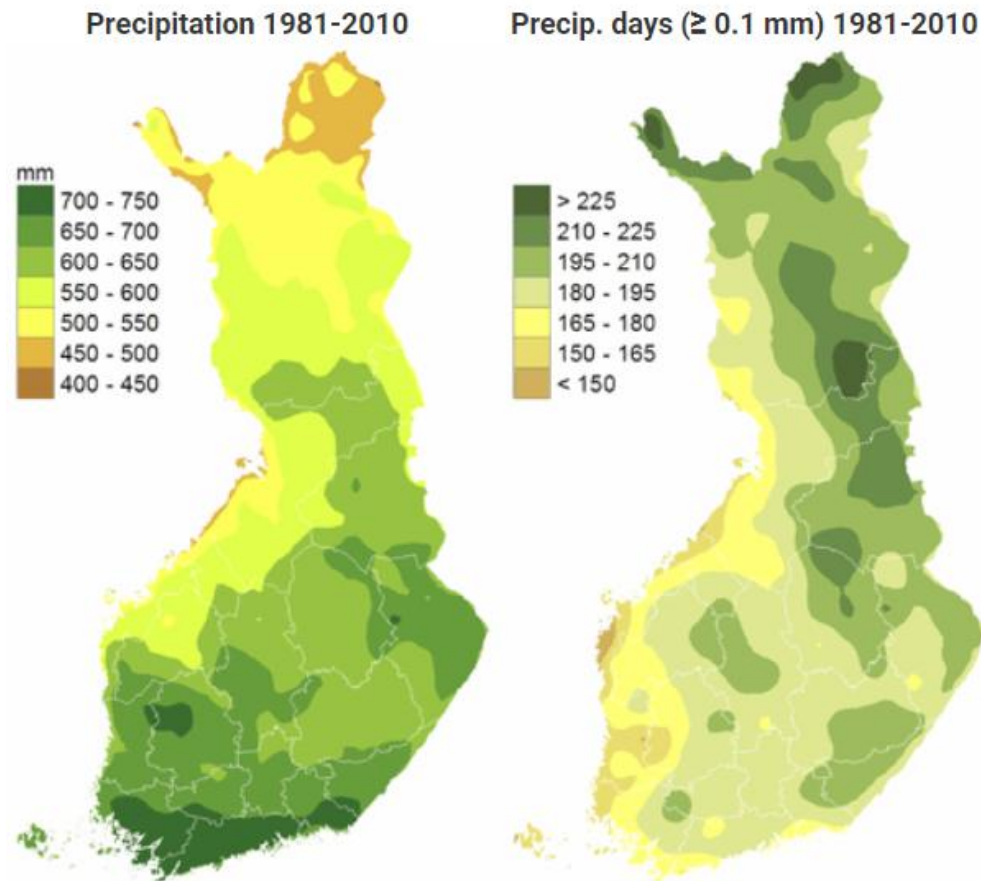 Precipitation 1981-2010
mm
700 - 750
650 - 700
600 - 650
550 - 600
500 - 550
450 - 500
400 - 450
Precip. days (≥ 0.1 mm) 1981-2010
> 225
210 - 225
195 - 210
180 - 195
165 - 180
150 - 165
< 150